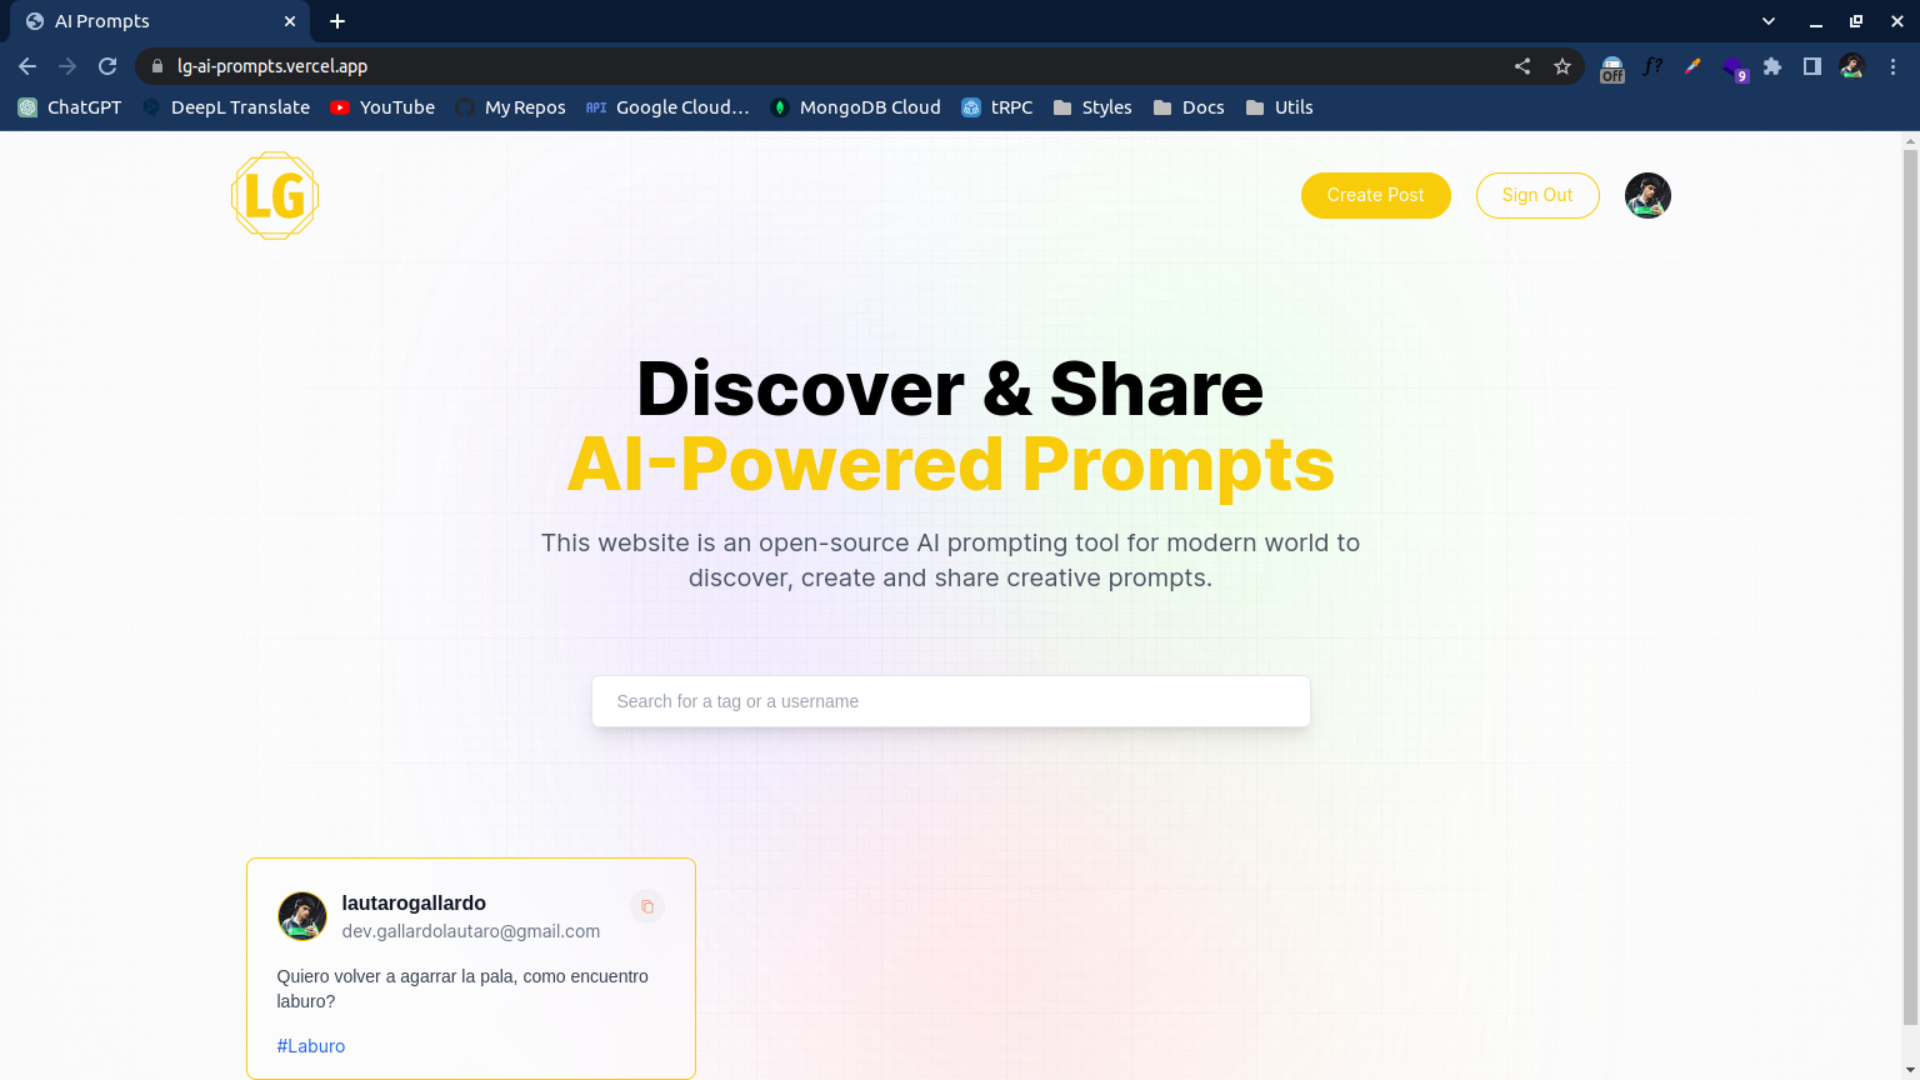 AI Prompts
lg-ai-prompts.vercel.app
Off
ƒ?
9
ChatGPT
DeepL Translate
YouTube
My Repos
API Google Cloud...
MongoDB Cloud
tRPC
Styles
Docs
Utils
LG
Create Post
Sign Out
Discover & Share
AI-Powered Prompts
This website is an open-source AI prompting tool for modern world to
discover, create and share creative prompts.
Search for a tag or a username
lautarogallardo
dev.gallardolautaro@gmail.com
Quiero volver a agarrar la pala, como encuentro
laburo?
#Laburo